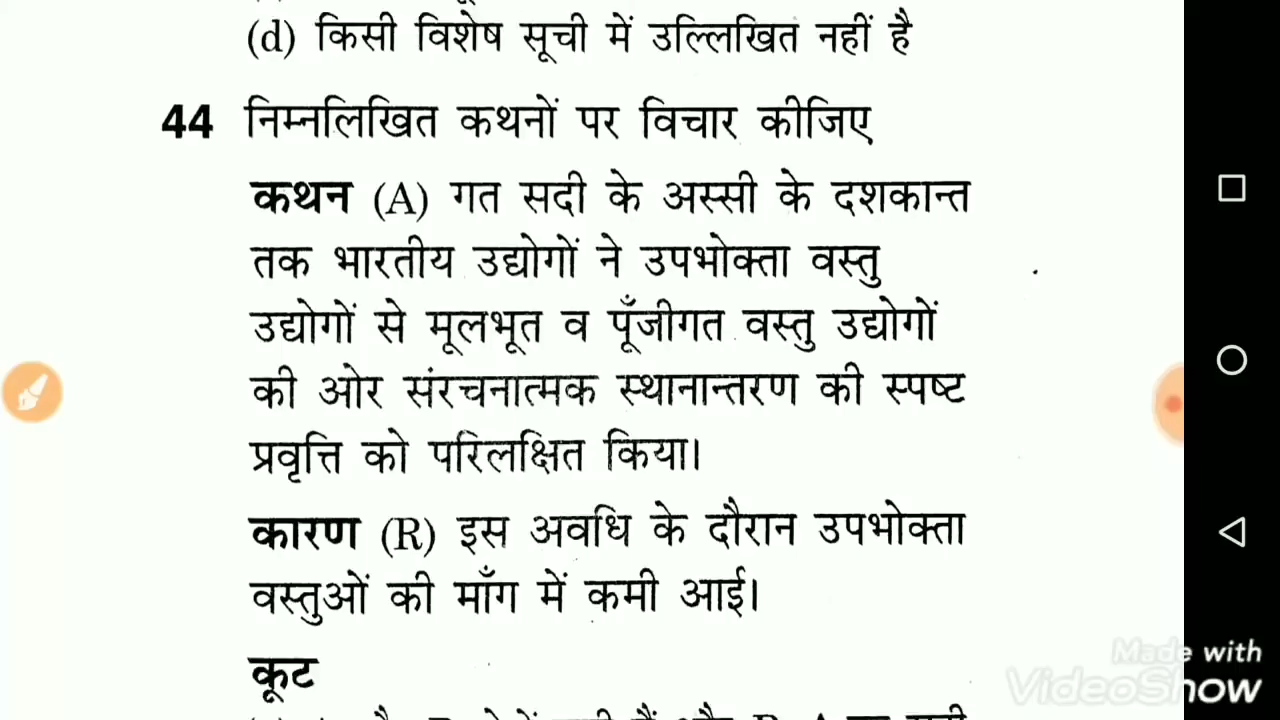 (d) किसी विशेष सूची में उल्लिखित नहीं है
44 निम्नलिखित कथनों पर विचार कीजिए
कथन (A) गत सदी के अस्सी के दशकान्त
तक भारतीय उद्योगों ने उपभोक्ता वस्तु
उद्योगों से मूलभूत व पूँजीगत वस्तु उद्योगों
की ओर संरचनात्मक स्थानान्तरण की स्पष्ट
प्रवृत्ति को परिलक्षित किया।
कारण (R) इस अवधि के दौरान उपभोक्ता
वस्तुओं की माँग में कमी आई।
कूट
Made with
VideoShow